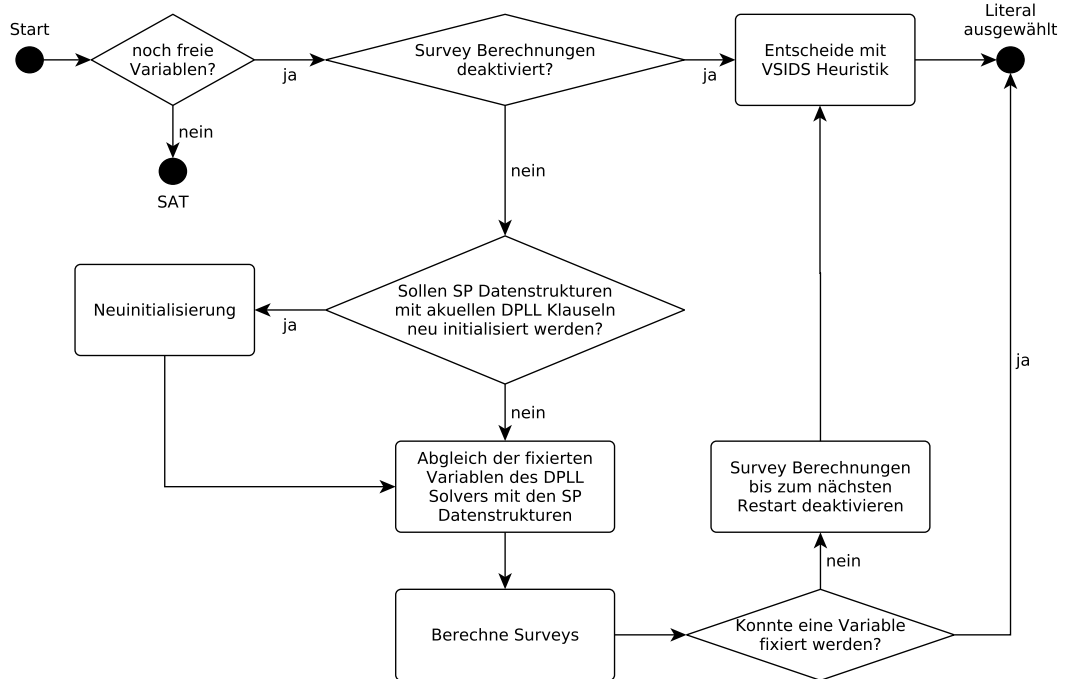 Start
noch freie
Variablen?
ja
nein
SAT
Survey Berechnungen
deaktiviert?
ja
nein
Entscheide mit
VSIDS Heuristik
Literal
ausgewählt
Sollen SP Datenstrukturen
mit akuellen DPLL Klauseln
neu initialisiert werden?
ja
nein
Neuinitialisierung
Abgleich der fixierten
Variablen des DPLL
Solvers mit den SP
Datenstrukturen
Berechne Surveys
Konnte eine Variable
fixiert werden?
nein
ja
Survey Berechnungen
bis zum nächsten
Restart deaktivieren